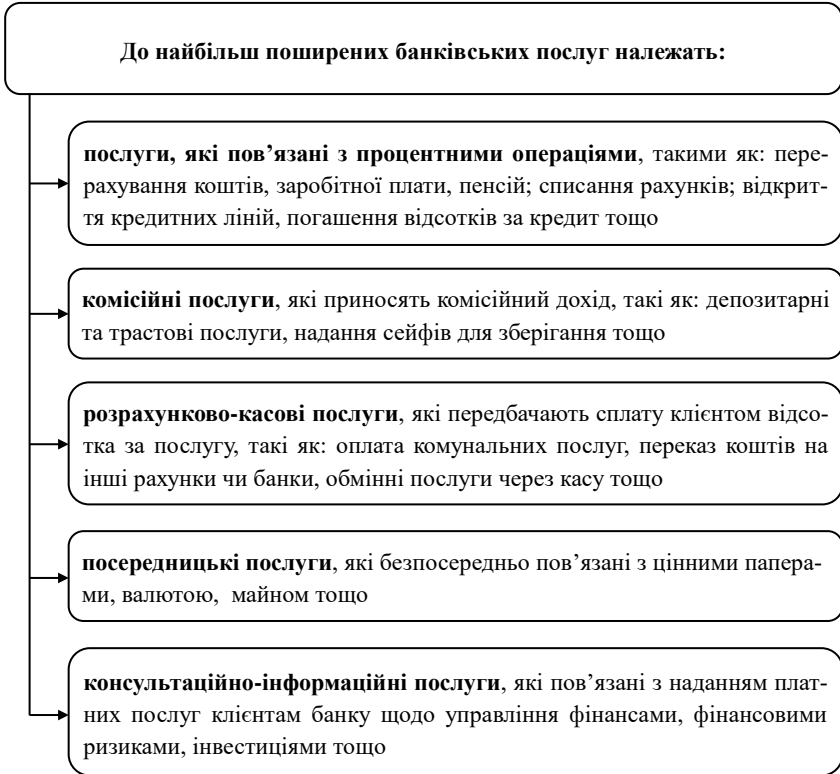 До найбільш поширених банківських послуг належать:
послуги, які пов’язані з процентними операціями, такими як: пере-
рахування коштів, заробітної плати, пенсій; списання рахунків; відкрит-
тя кредитних ліній, погашення відсотків за кредит тощо
комісійні послуги, які приносять комісійний дохід, такі як: депозитарні
та трастові послуги, надання сейфів для зберігання тощо
розрахунково-касові послуги, які передбачають сплату клієнтом відсо-
тка за послугу, такі як: оплата комунальних послуг, переказ коштів на
інші рахунки чи банки, обмінні послуги через касу тощо
посередницькі послуги, які безпосередньо пов’язані з цінними папера-
ми, валютою, майном тощо
консультаційно-інформаційні послуги, які пов’язані з наданням плат-
них послуг клієнтам банку щодо управління фінансами, фінансовими
ризиками, інвестиціями тощо